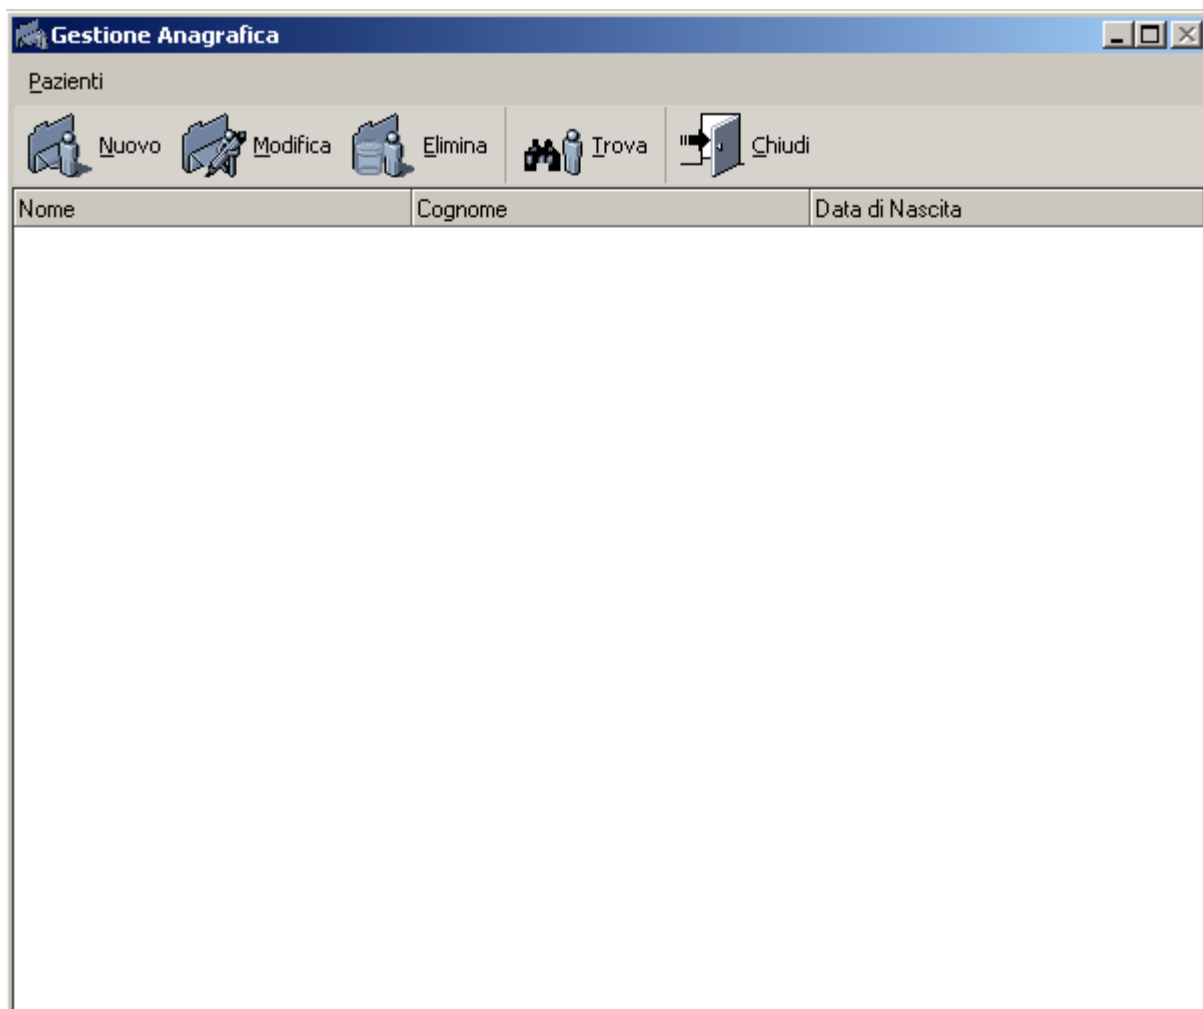 Gestione Anagrafica
Pazienti
Nuovo Modifica Elimina Trova Chiudi
Nome Cognome Data di Nascita